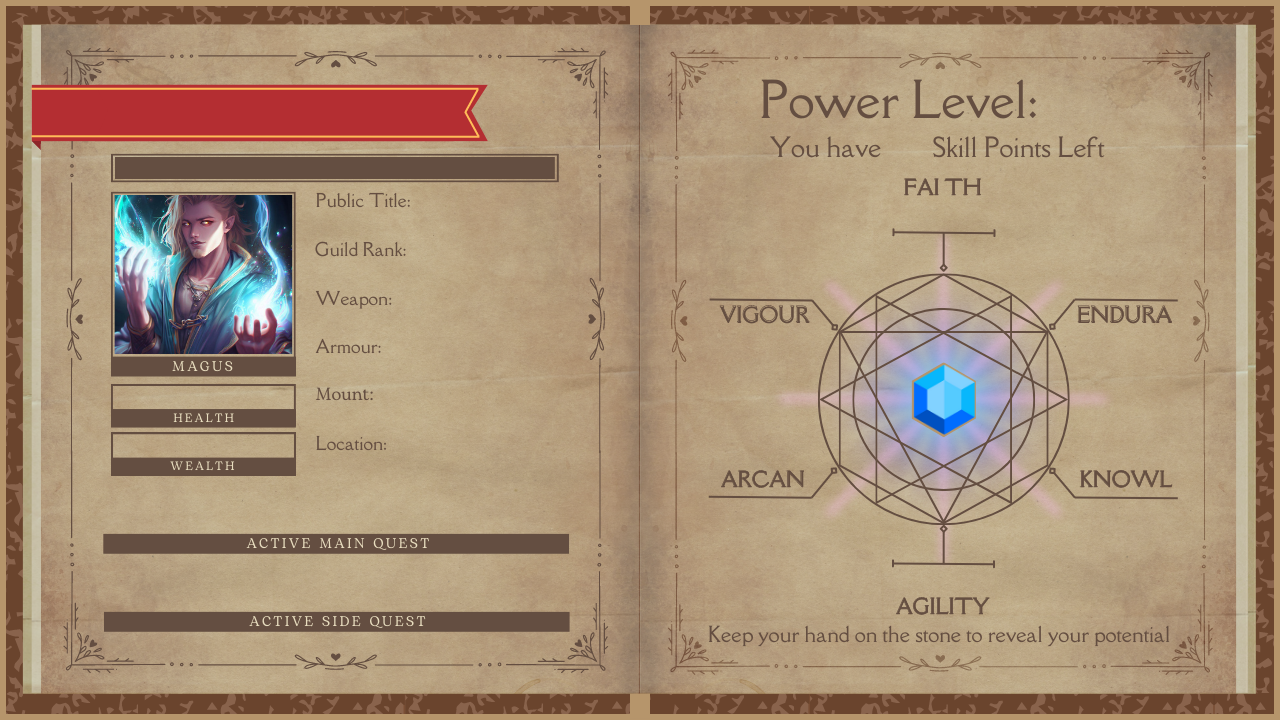 Public Title:
Guild Rank:
Weapon:
Armour:
Mount:
Location:
MAGUS
HEALTH
WEALTH
ACTIVE MAIN QUEST
ACTIVE SIDE QUEST
Power Level:
You have Skill Points Left
FAI TH
VIGOUR
ENDURA
ARCAN
KNOWL
AGILITY
Keep your hand on the stone to reveal your potential